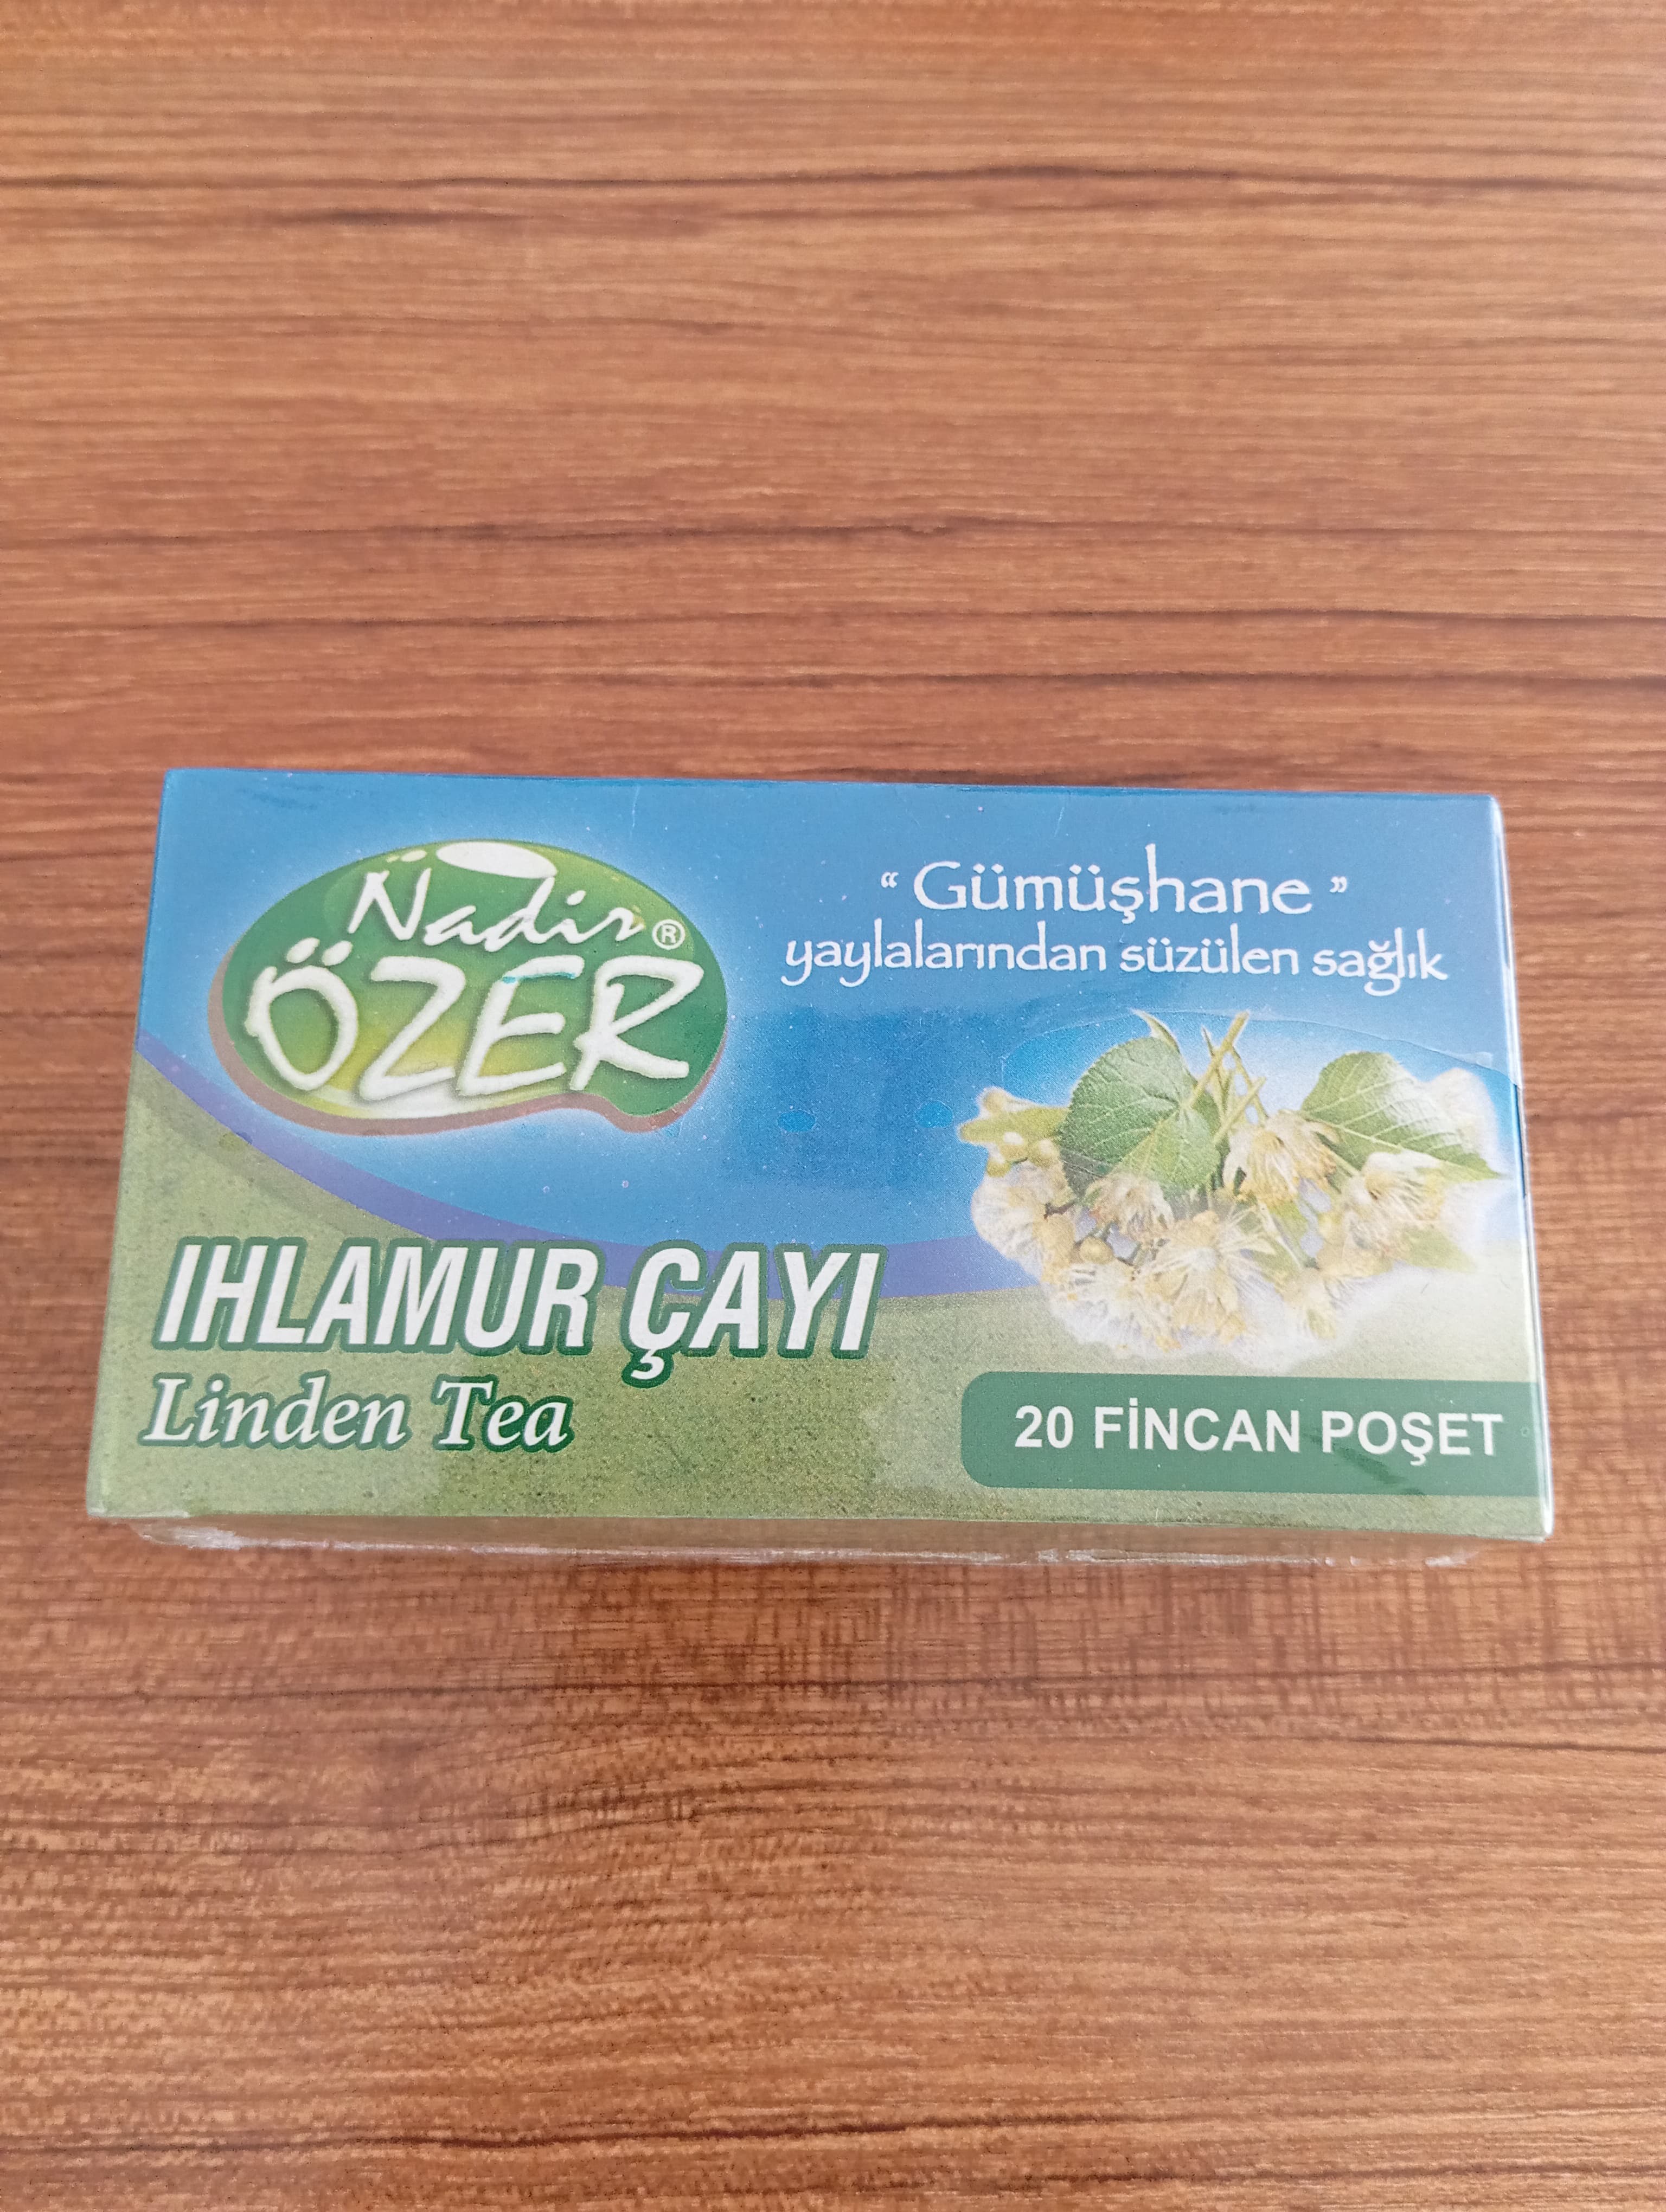 Nadir®
ÖZER
“ Gümüşhane ”
yaylalarından süzülen sağlık
IHLAMUR ÇAYI
Linden Tea
20 FİNCAN POŞET